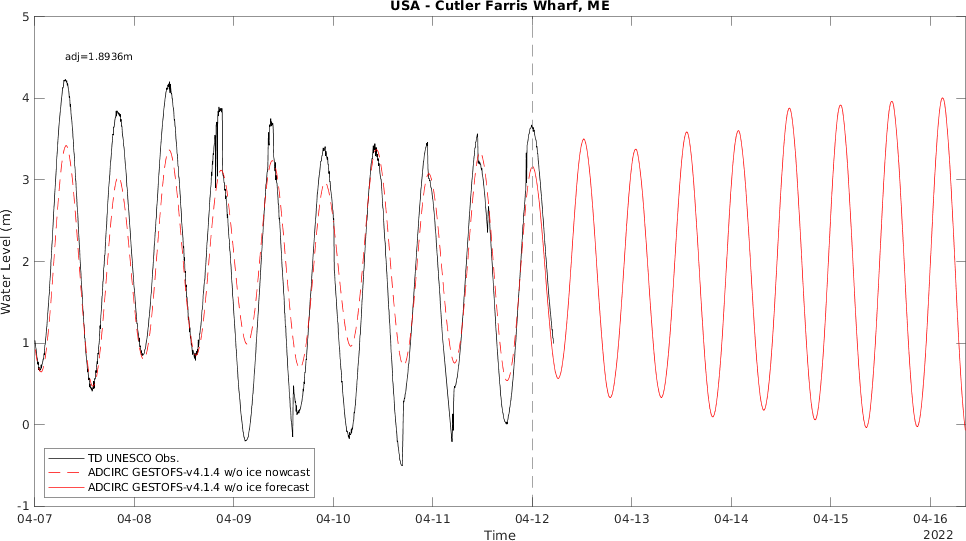 USA - Cutler Farris Wharf, ME
5
adj=1.8936m
4
3
2
1
0
-1
Water Level (m)
TD UNESCO Obs.
ADCIRC GESTOFS-v4.1.4 w/o ice nowcast
ADCIRC GESTOFS-v4.1.4 w/o ice forecast
04-07 04-08 04-09 04-10 04-11 04-12 04-13 04-14 04-15 04-16
Time
2022